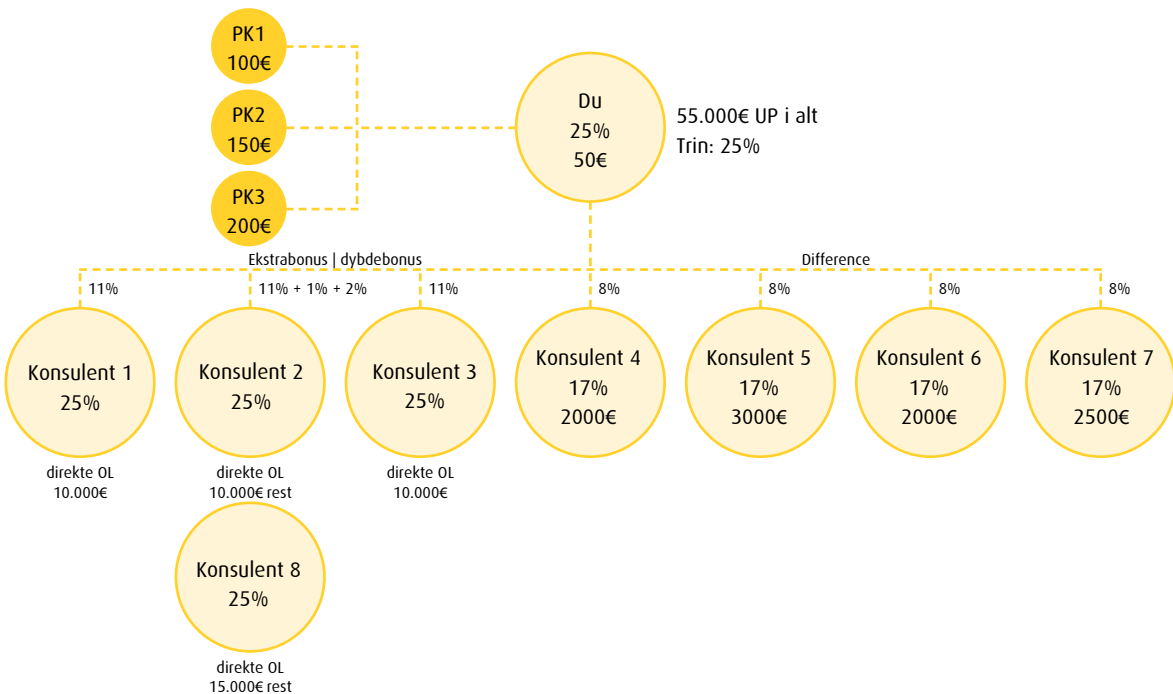 PK1
100€
PK2
150€
PK3
200€
Du
25%
50€
55.000€ UP i alt
Trin: 25%
Ekstrabonus | dybdebonus
Difference
11%
11% + 1% + 2%
11%
8%
8%
8%
8%
Konsulent 1
25%
direkte OL
10.000€
Konsulent 2
25%
direkte OL
10.000€ rest
Konsulent 3
25%
direkte OL
10.000€
Konsulent 4
17%
2000€
Konsulent 5
17%
3000€
Konsulent 6
17%
2000€
Konsulent 7
17%
2500€
Konsulent 8
25%
direkte OL
15.000€ rest